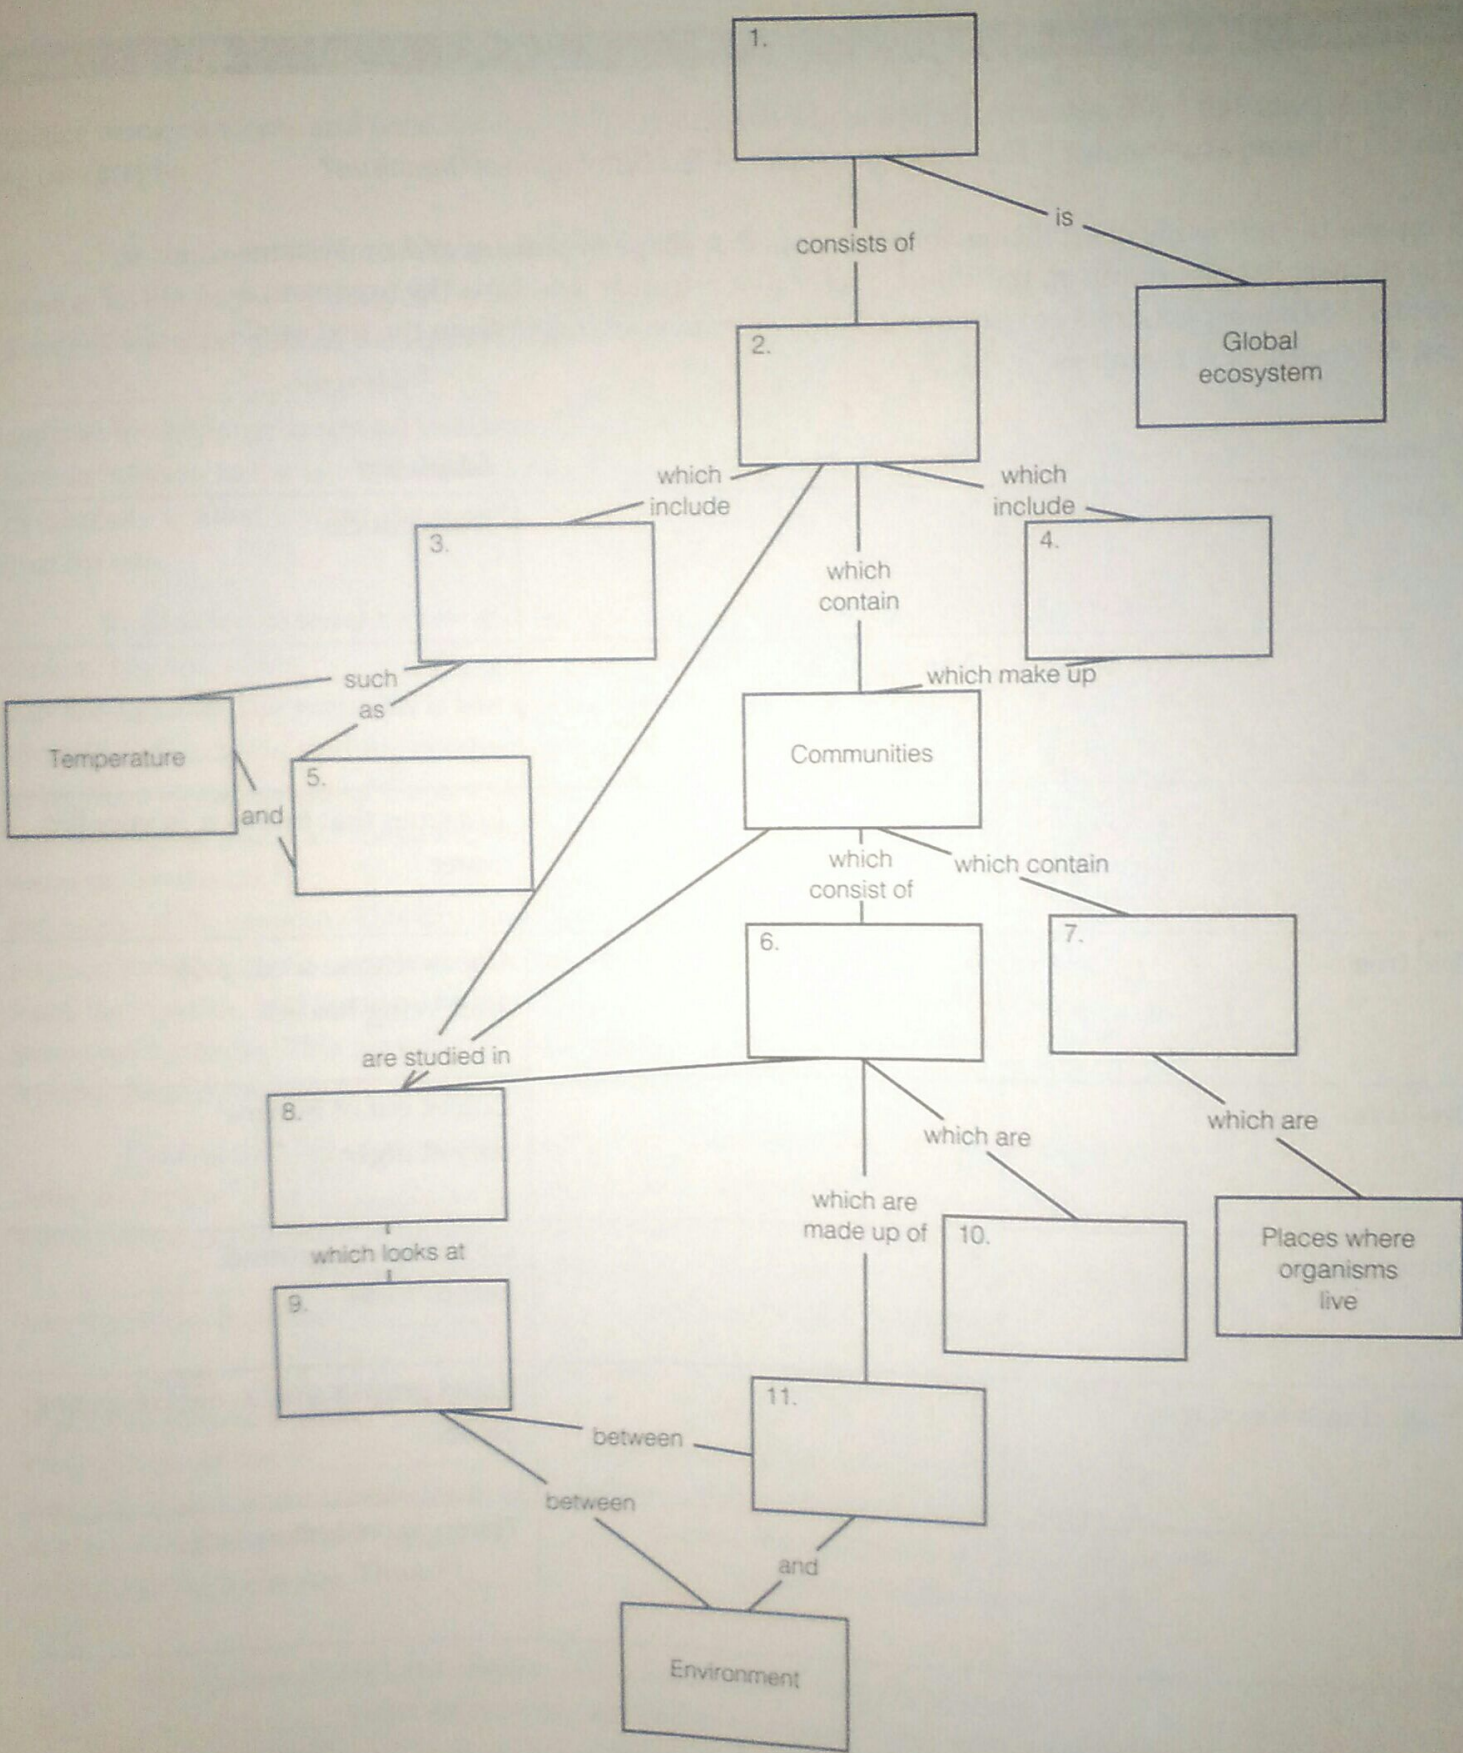 1.
consists of
is
Global
ecosystem
2.
which
include
which
include
3.
4.
which
contain
which make up
such
as
Temperature
and
5.
Communities
which
consist of
which contain
6.
7.
are studied in
8.
which are
which are
which are
made up of
10.
Places where
organisms
live
which looks at
9.
11.
between
between
and
Environment